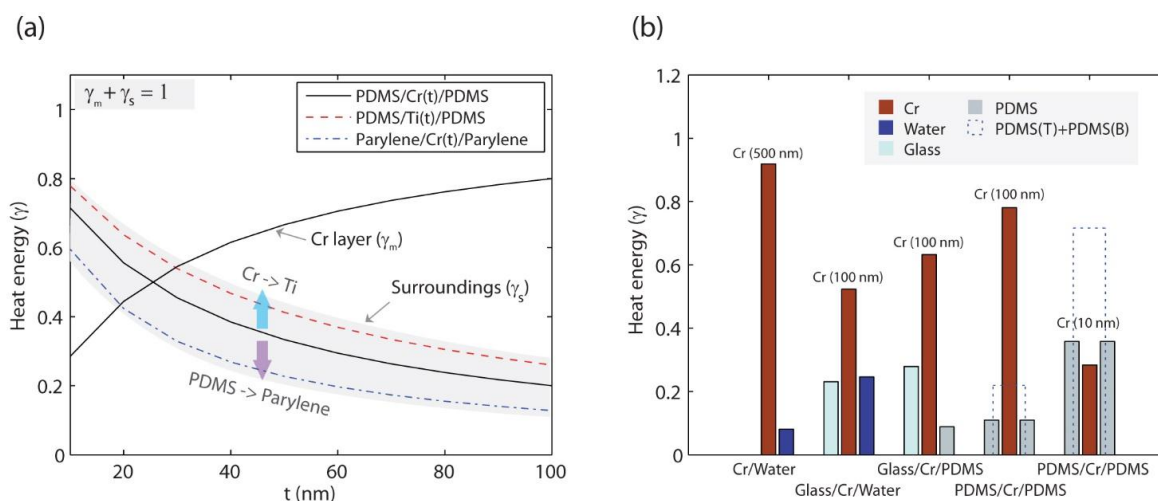 (a)
γm + γs = 1
PDMS/Cr(t)/PDMS
PDMS/Ti(t)/PDMS
Parylene/Cr(t)/Parylene
Cr layer (γm)
Cr -> Ti
Surroundings (γs)
PDMS -> Parylene
Heat energy (γ)
1
0.8
0.6
0.4
0.2
0
20
40
60
80
100
t (nm)
(b)
Cr
Water
Glass
PDMS
PDMS(T)+PDMS(B)
Cr (500 nm)
Cr (100 nm)
Cr (100 nm)
Cr (100 nm)
Cr (10 nm)
Heat energy (γ)
1.2
1
0.8
0.6
0.4
0.2
0
Cr/Water
Glass/Cr/Water
Glass/Cr/PDMS
PDMS/Cr/PDMS
PDMS/Cr/PDMS